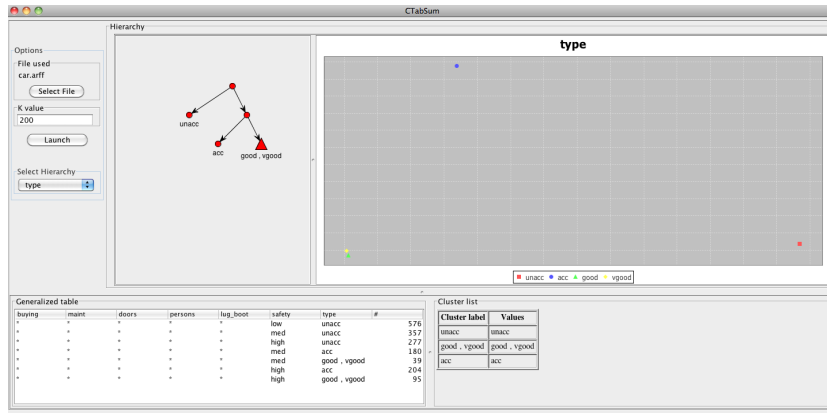 CTabSum
Hierarchy
Options
File used
car.arff
Select File
K value
200
Launch
Select Hierarchy
type
unacc
acc
good , vgood
type
unacc acc good vgood
Generalized table
buying maint doors persons lug_boot safety type #
* * * * * low unacc 576
* * * * * med unacc 357
* * * * * high unacc 277
* * * * * med acc 180
* * * * * med good , vgood 39
* * * * * high acc 204
* * * * * high good , vgood 95
Cluster list
Cluster label Values
unacc unacc
good , vgood good , vgood
acc acc